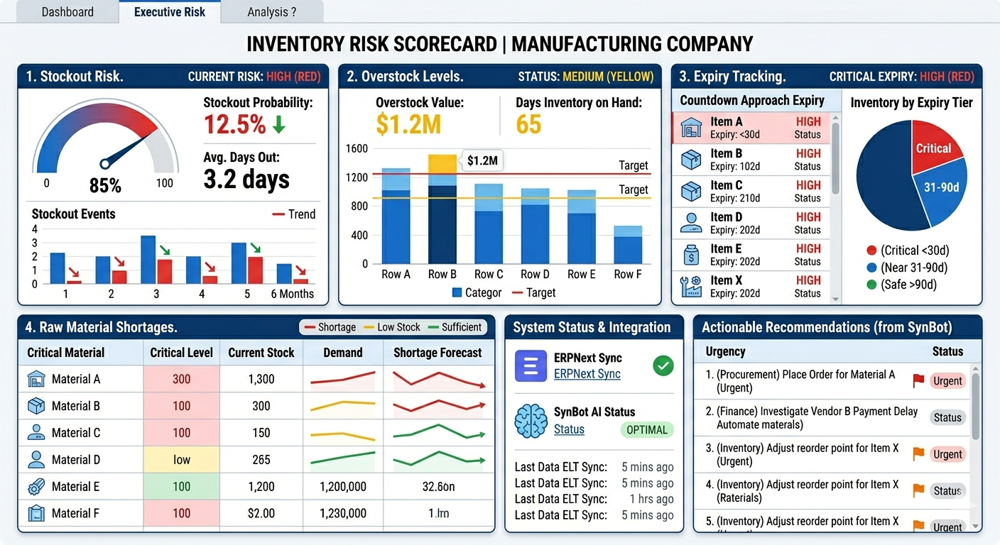 Dashboard
Executive Risk
Analysis ?
INVENTORY RISK SCORECARD | MANUFACTURING COMPANY
1. Stockout Risk.
CURRENT RISK: HIGH (RED)
0
85%
100
Stockout Probability:
12.5%
Avg. Days Out:
3.2 days
Stockout Events
Trend
4
3
2
1
0
1
2
3
4
5
6 Months
2. Overstock Levels.
STATUS: MEDIUM (YELLOW)
Overstock Value:
$1.2M
Days Inventory on Hand:
65
1600
1200
800
400
0
$1.2M
Target
Target
Row A
Row B
Row C
Row D
Row E
Row F
Categor
Target
3. Expiry Tracking.
CRITICAL EXPIRY: HIGH (RED)
Countdown Approach Expiry
Item A
HIGH
Expiry: <30d
Status
Item B
HIGH
Expiry: 102d
Status
Item C
HIGH
Expiry: 210d
Status
Item D
HIGH
Expiry: 202d
Status
Item E
HIGH
Expiry: 202d
Status
Item X
HIGH
Expiry: 202d
Status
Inventory by Expiry Tier
Critical
31-90d
(Critical <30d)
(Near 31-90d)
(Safe >90d)
4. Raw Material Shortages.
Shortage
Low Stock
Sufficient
Critical Material
Critical Level
Current Stock
Demand
Shortage Forecast
Material A
300
1,300
Material B
100
300
Material C
100
150
Material D
low
265
Material E
100
1,200
1,200,000
Material F
100
$2.00
1,230,000
System Status & Integration
ERPNext Sync
ERPNext Sync
SynBot AI Status
Status
OPTIMAL
Last Data ELT Sync:
5 mins ago
Last Data ELT Sync:
5 mins ago
Last Data ELT Sync:
1 hrs ago
Last Data ELT Sync:
5 mins ago
Actionable Recommendations (from SynBot)
Urgency
Status
1. (Procurement) Place Order for Material A
(Urgent)
Urgent
2. (Finance) Investigate Vendor B Payment Delay
Automate materals)
Status
3. (Inventory) Adjust reorder point for Item X
(Urgent)
Urgent
4. (Inventory) Adjust reorder point for Item X
(Raterials)
Status
5. (Inventory) Adjust reorder point for Item X
Urgent